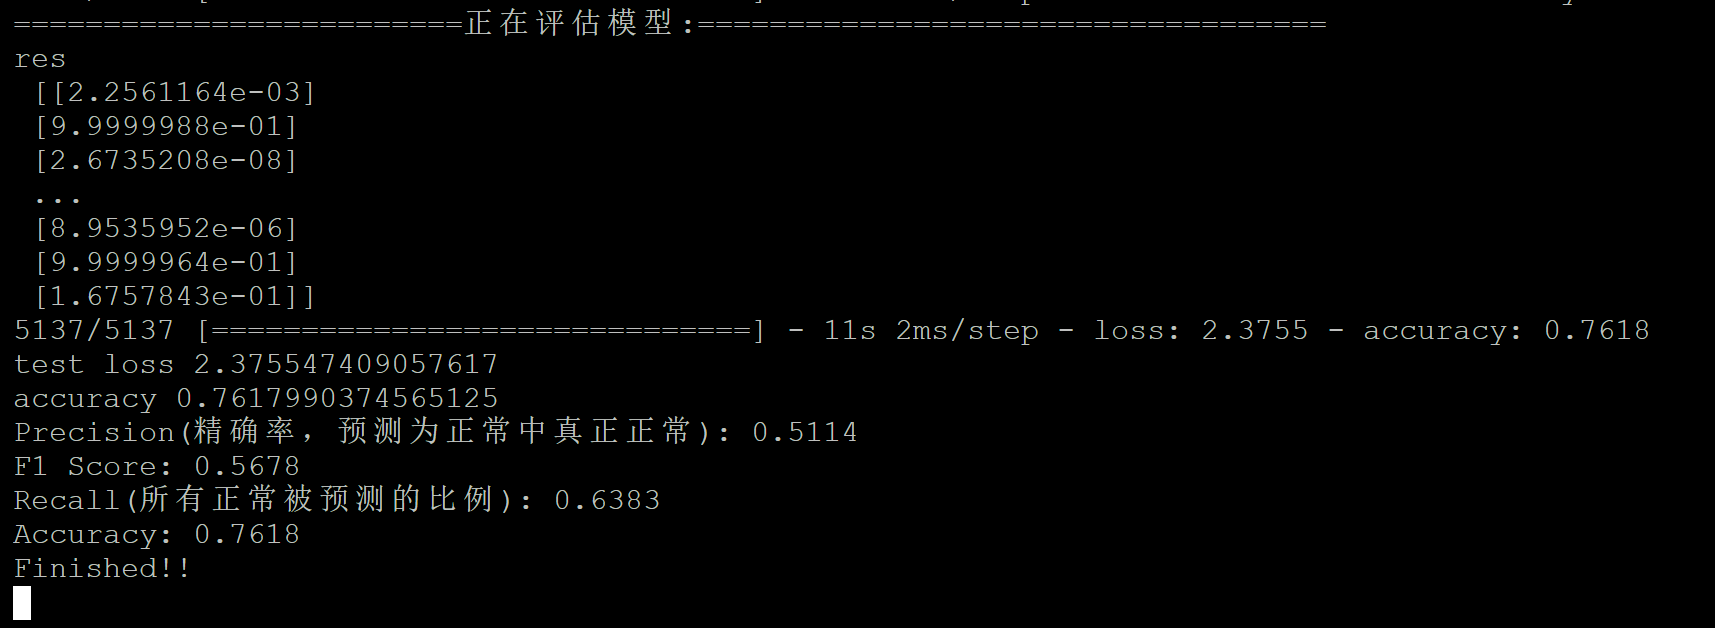 =========================正在评估模型:===================================
res
 [[2.2561164e-03]
 [9.9999988e-01]
 [2.6735208e-08]
 ...
 [8.9535952e-06]
 [9.9999964e-01]
 [1.6757843e-01]]
5137/5137 [==============================] - 11s 2ms/step - loss: 2.3755 - accuracy: 0.7618
test loss 2.375547409057617
accuracy 0.7617990374565125
Precision(精确率，预测为正常中真正正常): 0.5114
F1 Score: 0.5678
Recall(所有正常被预测的比例): 0.6383
Accuracy: 0.7618
Finished!!